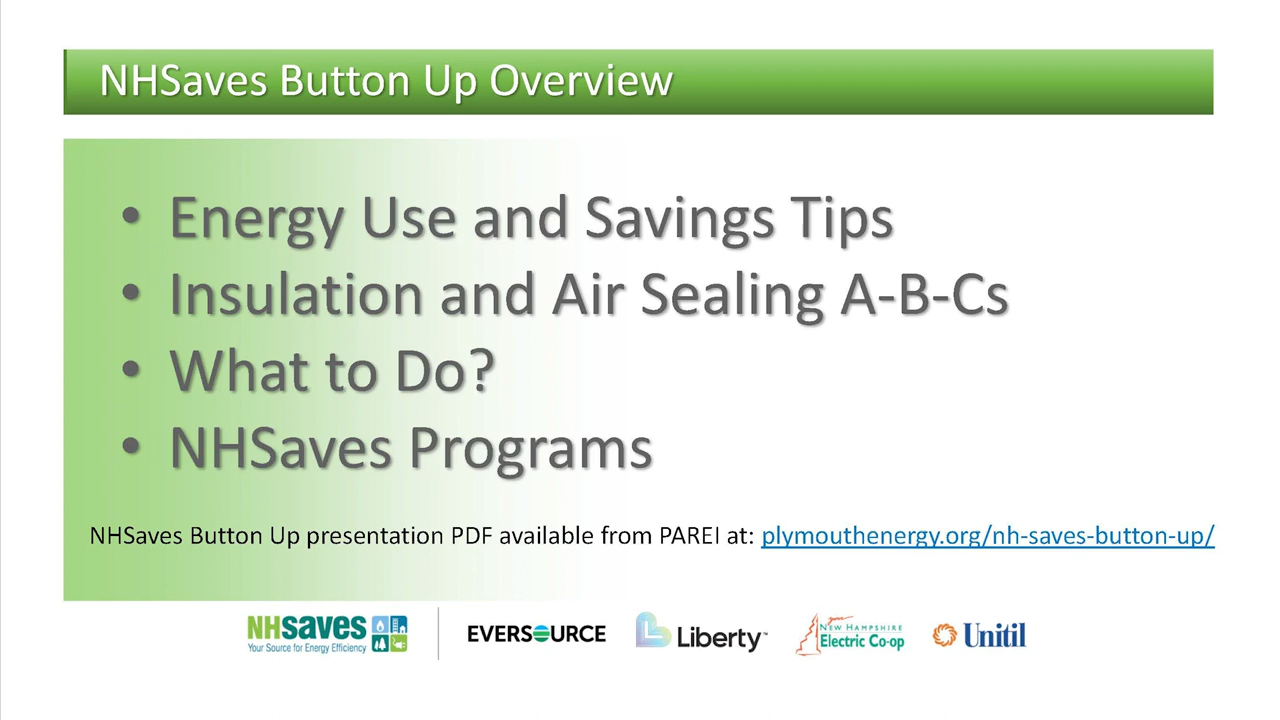 NHSaves Button Up Overview
• Energy Use and Savings Tips
• Insulation and Air Sealing A-B-Cs
• What to Do?
• NHSaves Programs
NHSaves Button Up presentation PDF available from PAREI at: plymouthenergy.org/nh-saves-button-up/
NHsaves
Your Source for Energy Efficiency
EVERSOURCE
Liberty™
your
New Hampshire
Electric Co-op
Unitil